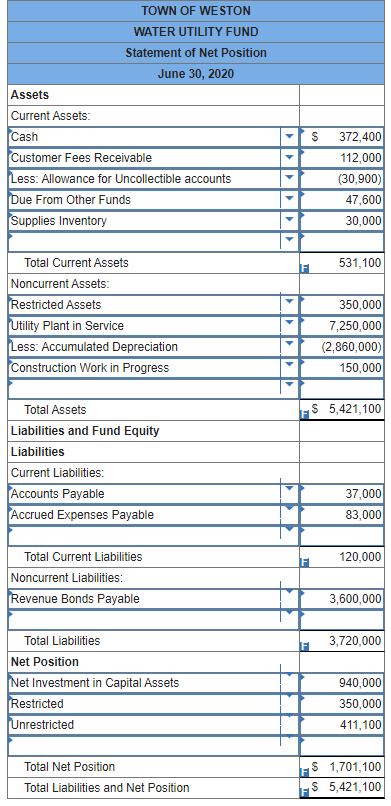 TOWN OF WESTON
WATER UTILITY FUND
Statement of Net Position
June 30, 2020
Assets
Current Assets:
Cash $ 372,400
Customer Fees Receivable 112,000
Less: Allowance for Uncollectible accounts (30,900)
Due From Other Funds 47,600
Supplies Inventory 30,000
Total Current Assets 531,100
Noncurrent Assets:
Restricted Assets 350,000
Utility Plant in Service 7,250,000
Less: Accumulated Depreciation (2,860,000)
Construction Work in Progress 150,000
Total Assets $ 5,421,100
Liabilities and Fund Equity
Liabilities
Current Liabilities:
Accounts Payable 37,000
Accrued Expenses Payable 83,000
Total Current Liabilities 120,000
Noncurrent Liabilities:
Revenue Bonds Payable 3,600,000
Total Liabilities 3,720,000
Net Position
Net Investment in Capital Assets 940,000
Restricted 350,000
Unrestricted 411,100
Total Net Position $ 1,701,100
Total Liabilities and Net Position $ 5,421,100